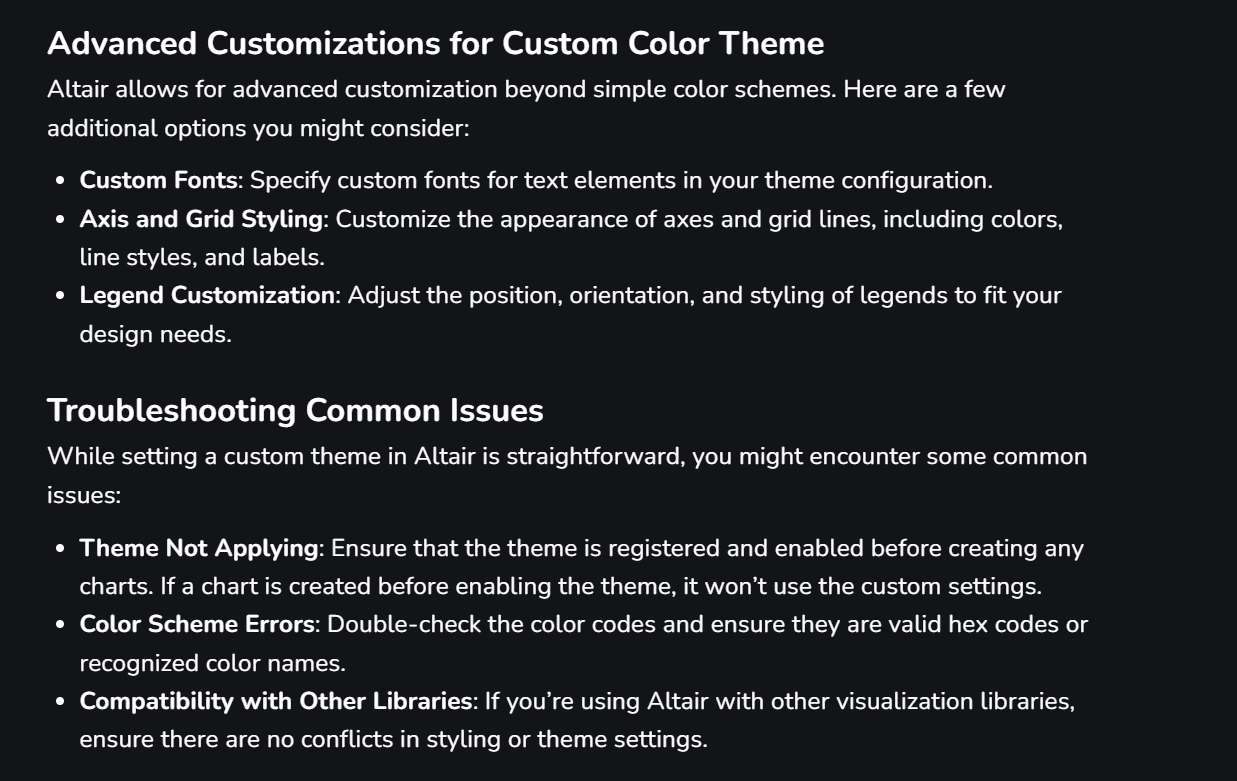 Advanced Customizations for Custom Color Theme
Altair allows for advanced customization beyond simple color schemes. Here are a few
additional options you might consider:
• Custom Fonts: Specify custom fonts for text elements in your theme configuration.
• Axis and Grid Styling: Customize the appearance of axes and grid lines, including colors,
line styles, and labels.
• Legend Customization: Adjust the position, orientation, and styling of legends to fit your
design needs.
Troubleshooting Common Issues
While setting a custom theme in Altair is straightforward, you might encounter some common
issues:
• Theme Not Applying: Ensure that the theme is registered and enabled before creating any
charts. If a chart is created before enabling the theme, it won’t use the custom settings.
• Color Scheme Errors: Double-check the color codes and ensure they are valid hex codes or
recognized color names.
• Compatibility with Other Libraries: If you’re using Altair with other visualization libraries,
ensure there are no conflicts in styling or theme settings.